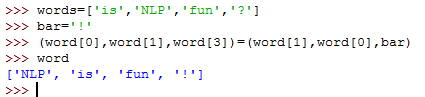 >>> words=['is','NLP','fun','?']
>>> bar='!'
>>> (word[0],word[1],word[3])=(word[1],word[0],bar)
>>> word
['NLP', 'is', 'fun', '!']
>>>